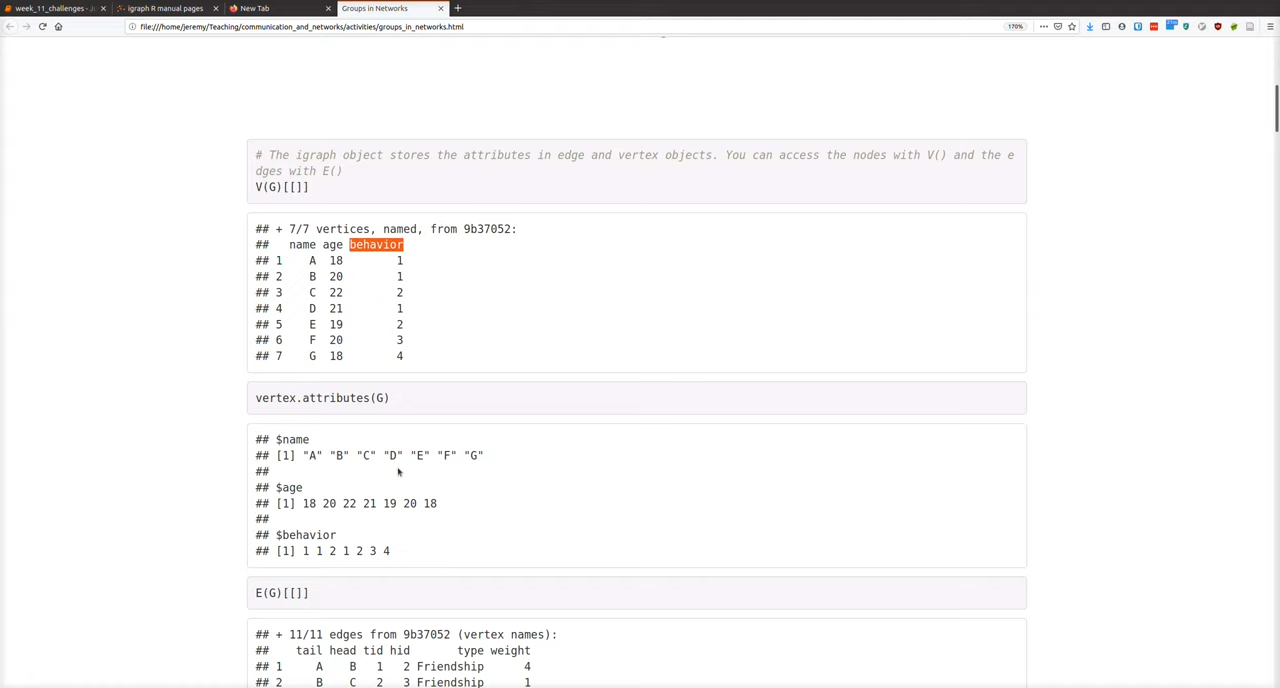 week_11_challenges - Ju
igraph R manual pages
New Tab
Groups in Networks
file:///home/jeremy/Teaching/communication_and_networks/activities/groups_in_networks.html
170%
# The igraph object stores the attributes in edge and vertex objects. You can access the nodes with V() and the e
dges with E()
V(G)[[]]
## + 7/7 vertices, named, from 9b37052:
##   name age behavior
## 1    A  18        1
## 2    B  20        1
## 3    C  22        2
## 4    D  21        1
## 5    E  19        2
## 6    F  20        3
## 7    G  18        4
vertex.attributes(G)
## $name
## [1] "A" "B" "C" "D" "E" "F" "G"
##
## $age
## [1] 18 20 22 21 19 20 18
##
## $behavior
## [1] 1 1 2 1 2 3 4
E(G)[[]]
## + 11/11 edges from 9b37052 (vertex names):
##    tail head tid hid       type weight
## 1     A    B   1   2 Friendship      4
## 2     B    C   2   3 Friendship      1